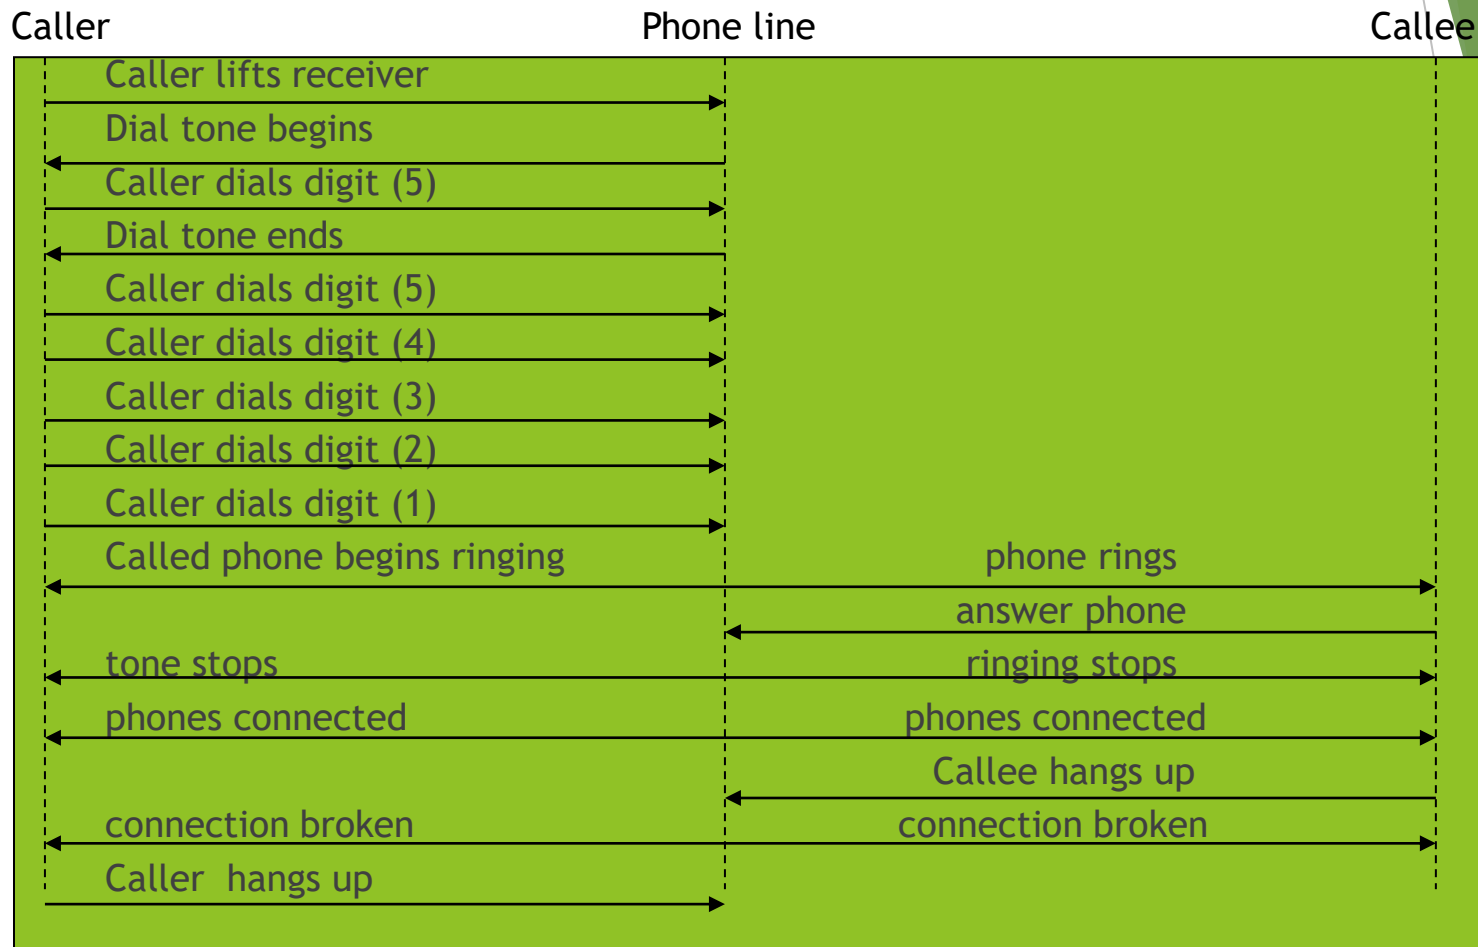 Caller Phone line Callee
Caller lifts receiver
Dial tone begins
Caller dials digit (5)
Dial tone ends
Caller dials digit (5)
Caller dials digit (4)
Caller dials digit (3)
Caller dials digit (2)
Caller dials digit (1)
Called phone begins ringing phone rings
answer phone
tone stops ringing stops
phones connected phones connected
Callee hangs up
connection broken connection broken
Caller hangs up